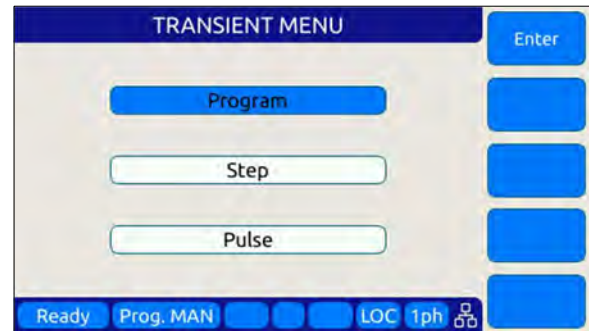 TRANSIENT MENU
Enter
Program
Step
Pulse
Ready Prog. MAN LOC 1ph